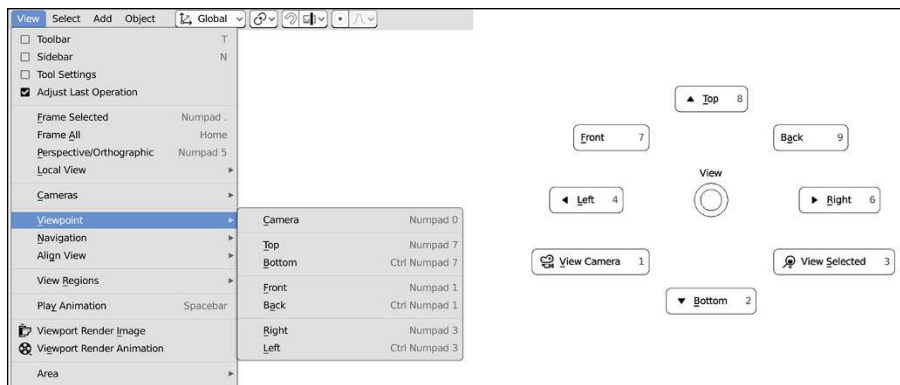 View Select Add Object Global
Toolbar T
Sidebar N
Tool Settings
Adjust Last Operation
Frame Selected Numpad .
Frame All Home
Perspective/Orthographic Numpad 5
Local View
Cameras
Viewpoint
Navigation
Align View
View Regions
Play Animation Spacebar
Viewport Render Image
Viewport Render Animation
Area
Camera Numpad 0
Top Numpad 7
Bottom Ctrl Numpad 7
Front Numpad 1
Back Ctrl Numpad 1
Right Numpad 3
Left Ctrl Numpad 3
Top 8
Front 7
Back 9
View
Left 4
Right 6
View Camera 1
View Selected 3
Bottom 2